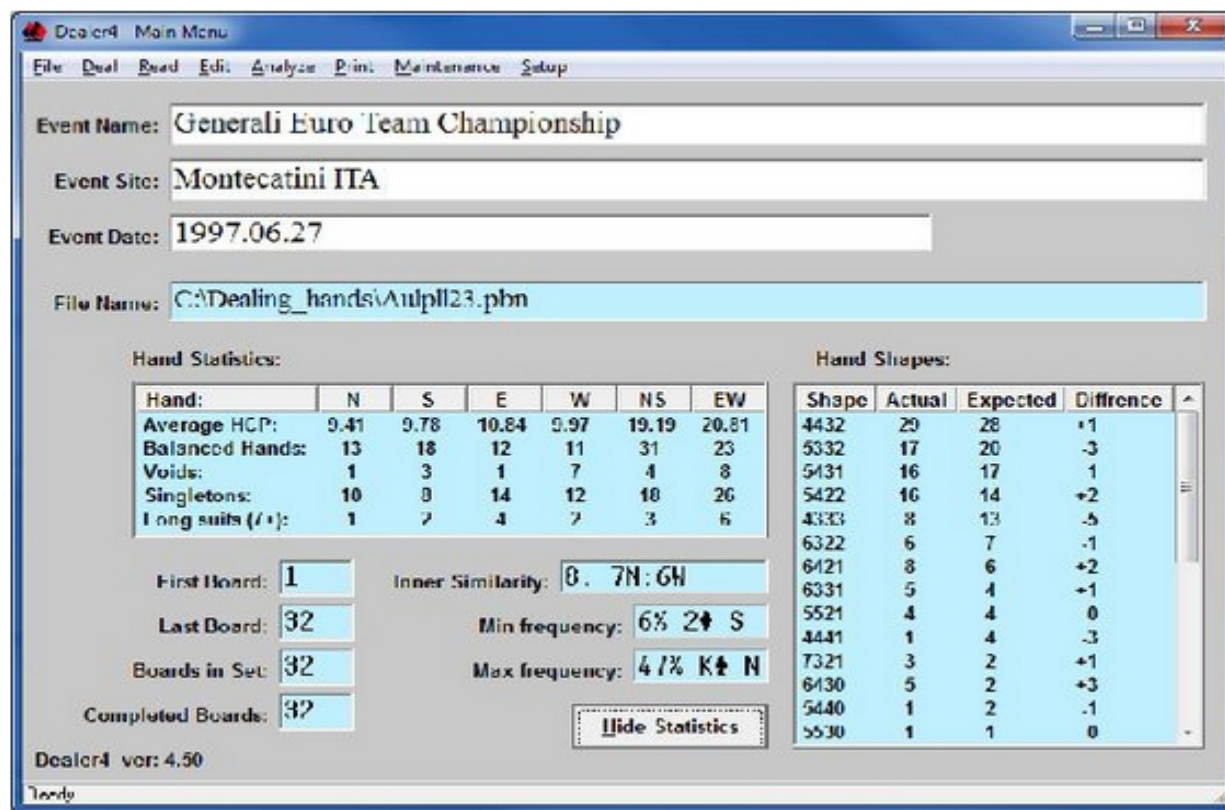 Dealer4 Main Menu
File Deal Read Edit Analyze Print Maintenance Setup
Event Name: Generali Euro Team Championship
Event Site: Montecatini ITA
Event Date: 1997.06.27
File Name: C:\Dealing_hands\
Hand Statistics:
Hand: N S E W NS EW
Average HCP: 9.41 9.78 10.84 9.97 19.19 20.81
Balanced Hands: 13 18 12 11 31 23
Voids: 1 3 1 7 4 8
Singletons: 10 8 14 12 18 26
Long suits (7+): 1 2 4 2 3 6
First Board: 1
Last Board: 32
Boards in Set: 32
Completed Boards: 32
Inner Similarity: 8. 7N:6W
Min frequency: 6% 2♦ S
Max frequency: 47% K♣ N
Hide Statistics
Hand Shapes:
Shape Actual Expected Diffrence
4432 29 28 +1
5332 17 20 -3
5431 16 17 1
5422 16 14 +2
4333 8 13 -5
6322 6 7 -1
6421 8 6 +2
6331 5 4 +1
5521 4 4 0
4441 1 4 -3
7321 3 2 +1
6430 5 2 +3
5440 1 2 -1
5530 1 1 0
Dealer4 ver: 4.50
Ready